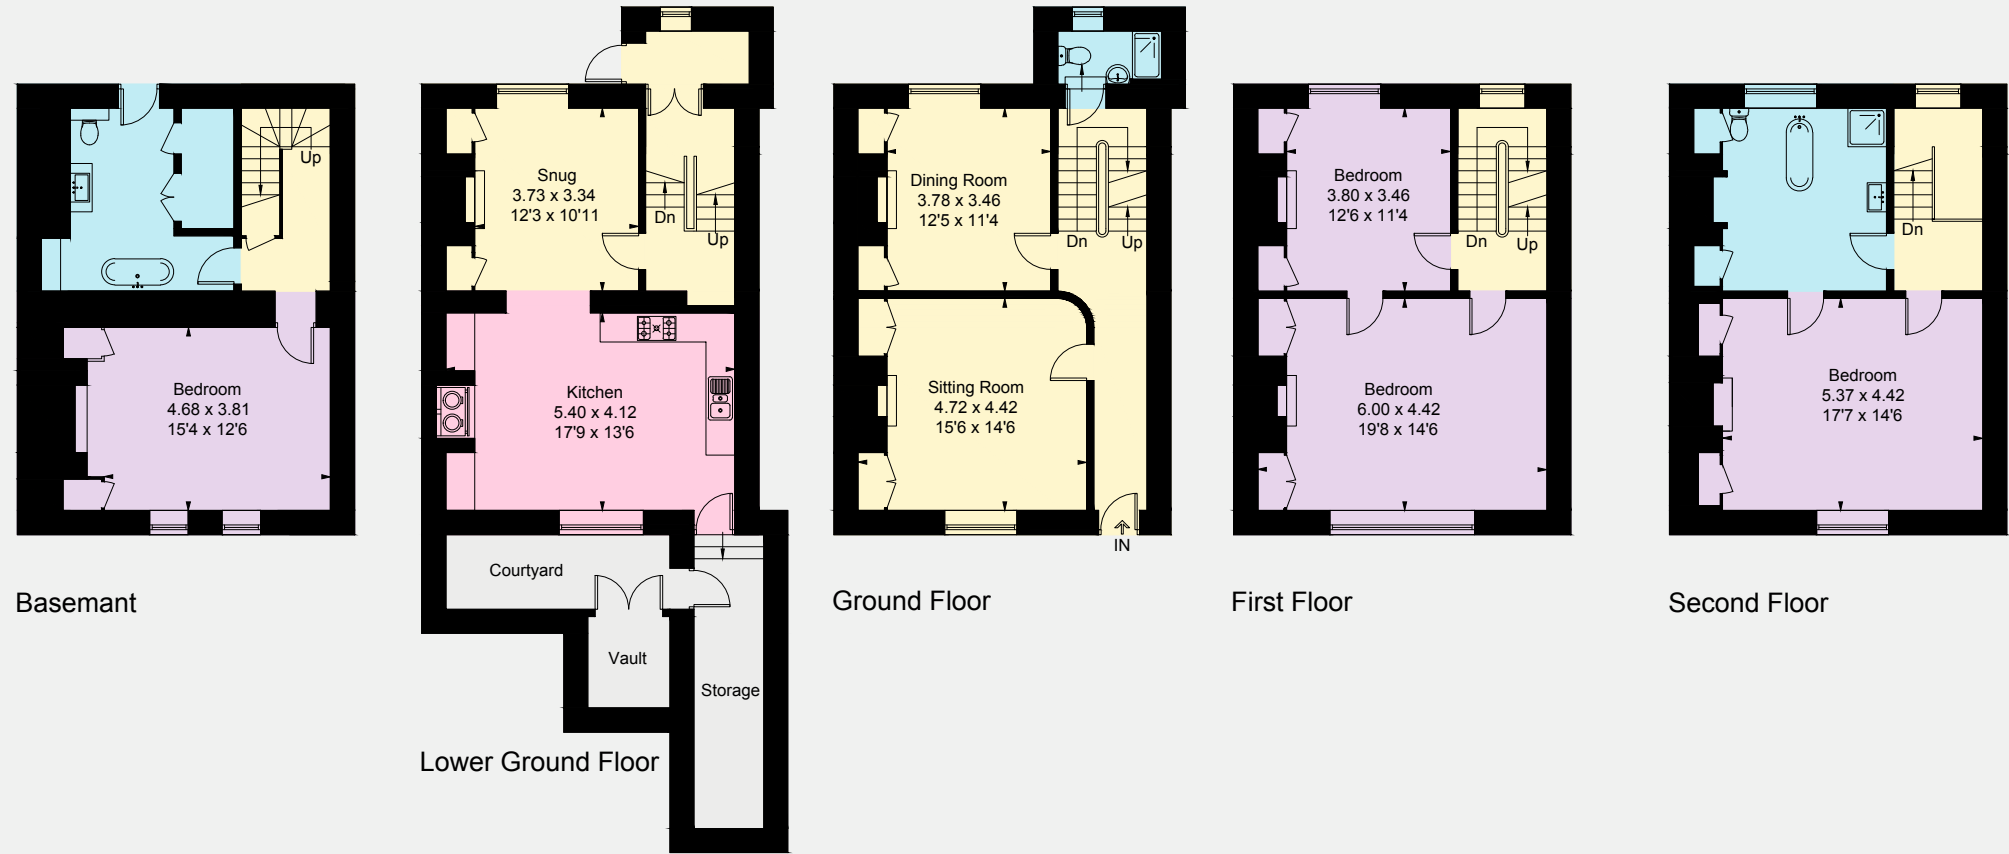 Up
Bedroom
4.68 x 3.81
15'4 x 12'6
Basemant
Snug
3.73 x 3.34
12'3 x 10'11
Dn
Up
Kitchen
5.40 x 4.12
17'9 x 13'6
Courtyard
Vault
Storage
Lower Ground Floor
Dining Room
3.78 x 3.46
12'5 x 11'4
Dn
Up
Sitting Room
4.72 x 4.42
15'6 x 14'6
IN
Ground Floor
Bedroom
3.80 x 3.46
12'6 x 11'4
Dn
Up
Bedroom
6.00 x 4.42
19'8 x 14'6
First Floor
Dn
Bedroom
5.37 x 4.42
17'7 x 14'6
Second Floor